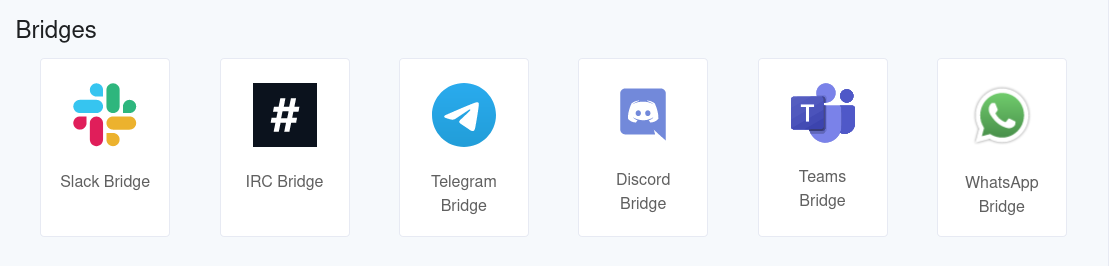 Bridges
Slack Bridge
#
IRC Bridge
Telegram
Bridge
Discord
Bridge
T
Teams
Bridge
WhatsApp
Bridge